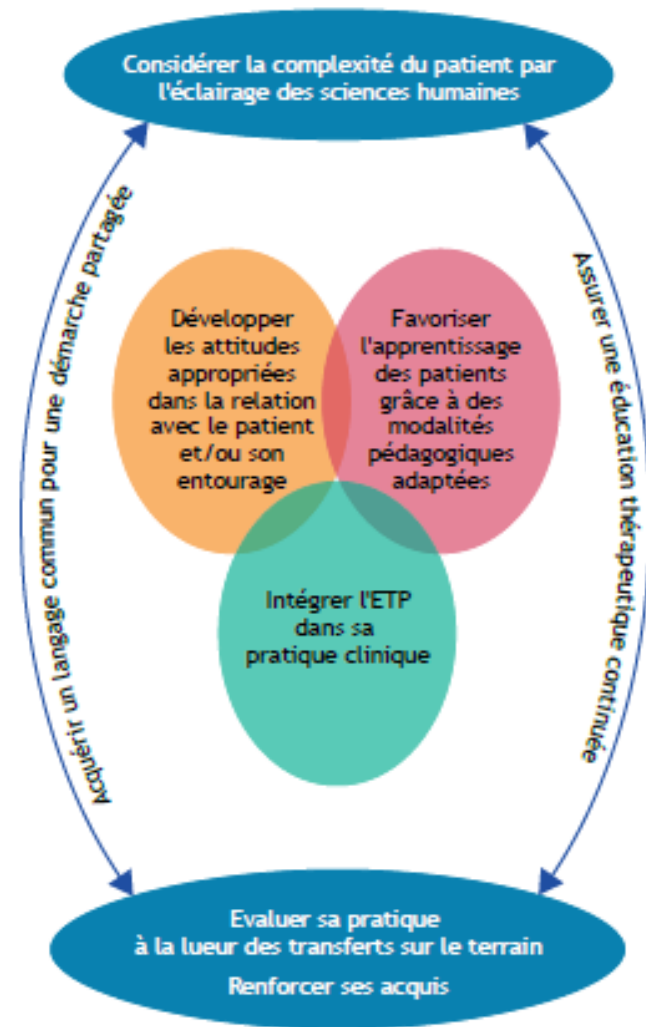 Considérer la complexité du patient par
l'éclairage des sciences humaines
Acquérir un langage commun pour une démarche partagée
Assurer une éducation thérapeutique continuée
Développer
les attitudes
appropriées
dans la relation
avec le patient
et/ou son
entourage
Favoriser
l'apprentissage
des patients
grâce à des
modalités
pédagogiques
adaptées
Intégrer l'ETP
dans sa
pratique clinique
Evaluer sa pratique
à la lueur des transferts sur le terrain
Renforcer ses acquis